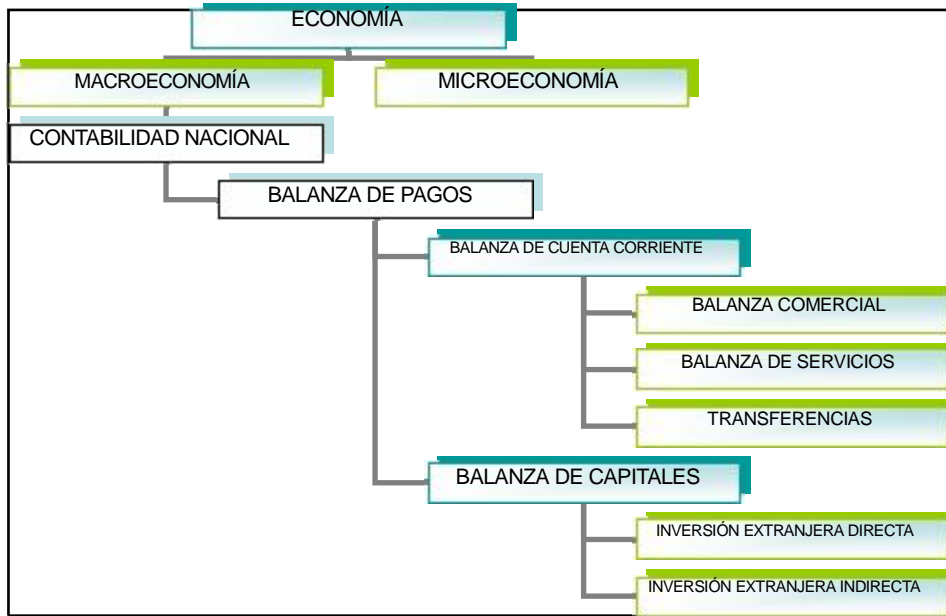 ECONOMÍA
MACROECONOMÍA
MICROECONOMÍA
CONTABILIDAD NACIONAL
BALANZA DE PAGOS
BALANZA DE CUENTA CORRIENTE
BALANZA COMERCIAL
BALANZA DE SERVICIOS
TRANSFERENCIAS
BALANZA DE CAPITALES
INVERSIÓN EXTRANJERA DIRECTA
INVERSIÓN EXTRANJERA INDIRECTA